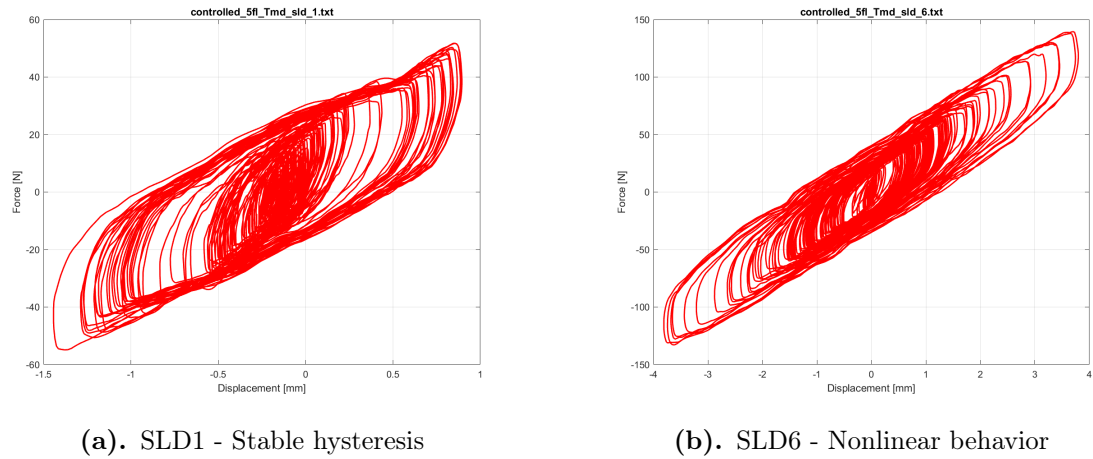 controlled_5fl_Tmd_sld_1.txt
60
40
20
0
-20
-40
-60
Force [N]
-1.5 -1 -0.5 0 0.5 1
Displacement [mm]
(a). SLD1 - Stable hysteresis
controlled_5fl_Tmd_sld_6.txt
150
100
50
0
-50
-100
-150
Force [N]
-4 -3 -2 -1 0 1 2 3 4
Displacement [mm]
(b). SLD6 - Nonlinear behavior